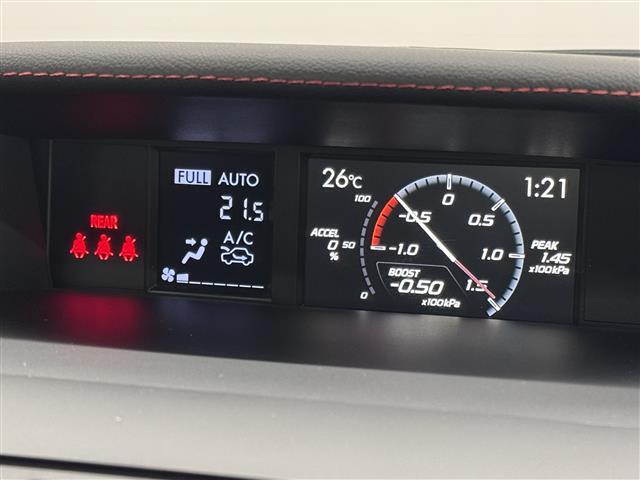 REAR
FULL AUTO
21.5
A/C
26℃
1:21
100
50
0
ACCEL
0
%
-1.0
-0.5
0
0.5
1.0
1.5
BOOST
-0.50
x100kPa
PEAK
1.45
x100kPa